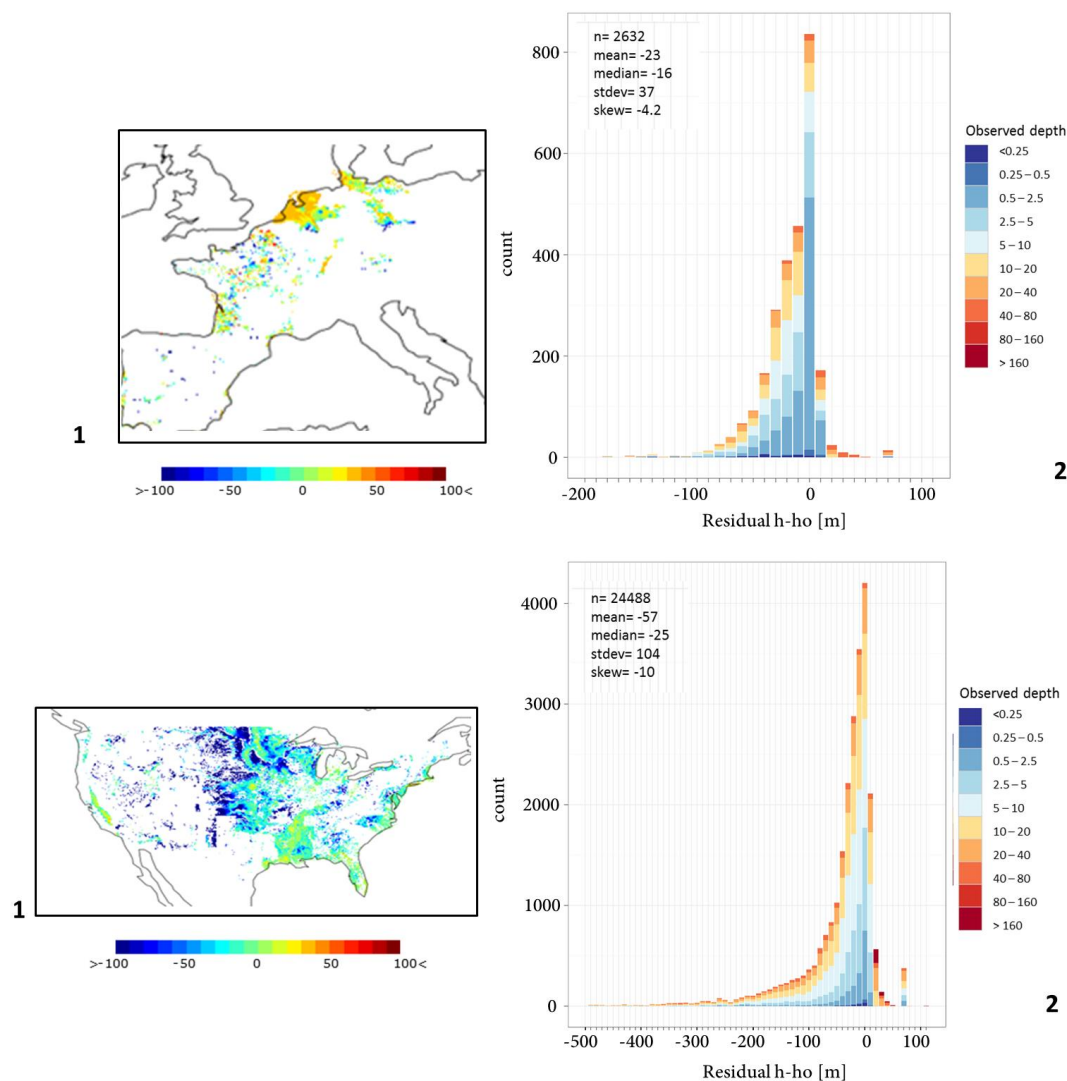 n= 2632
mean= -23
median= -16
stdev= 37
skew= -4.2
800
600
400
200
0
count
-200
-100
0
100
Residual h-ho [m]
Observed depth
<0.25
0.25–0.5
0.5–2.5
2.5–5
5–10
10–20
20–40
40–80
80–160
> 160
1
>-100 -50 0 50 100<
2
n= 24488
mean= -57
median= -25
stdev= 104
skew= -10
4000
3000
2000
1000
0
count
-500 -400 -300 -200 -100 0 100
Residual h-ho [m]
Observed depth
<0.25
0.25–0.5
0.5–2.5
2.5–5
5–10
10–20
20–40
40–80
80–160
> 160
1
>-100 -50 0 50 100<
2